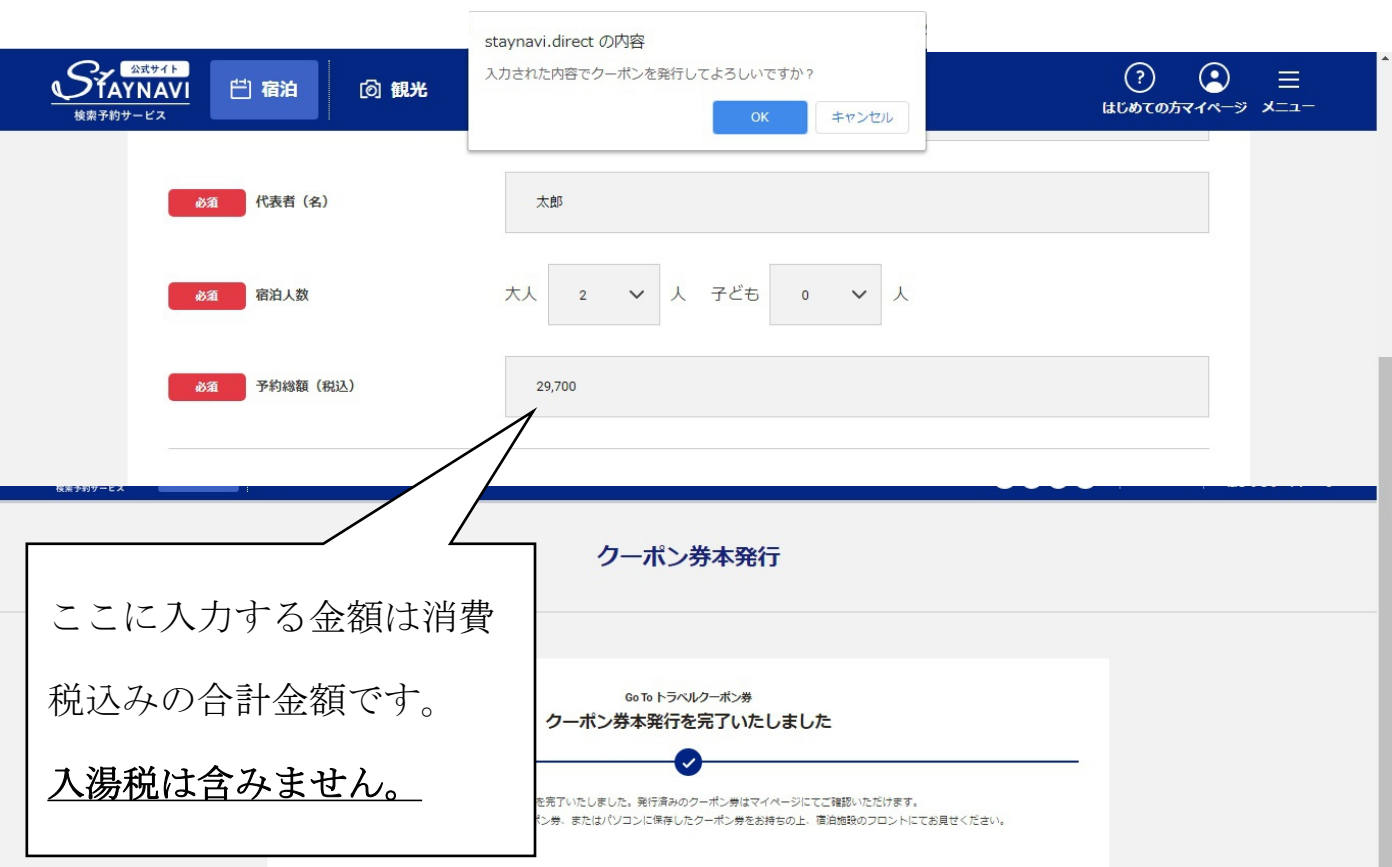 staynavi.direct の内容
入力された内容でクーポンを発行してよろしいですか？
OK キャンセル
公式サイト
STAYNAVI
検索予約サービス
宿泊 観光
はじめての方 マイページ メニュー
必須 代表者（名） 太郎
必須 宿泊人数 大人 2 人 子ども 0 人
必須 予約総額（税込） 29,700
検索予約サービス
クーポン券本発行
ここに入力する金額は消費
税込みの合計金額です。
入湯税は含みません。
Go To トラベルクーポン券
クーポン券本発行を完了いたしました
を完了いたしました。発行済みのクーポン券はマイページにてご確認いただけます。
ポン券、またはパソコンに保存したクーポン券をお持ちの上、宿泊施設のフロントにてお見せください。